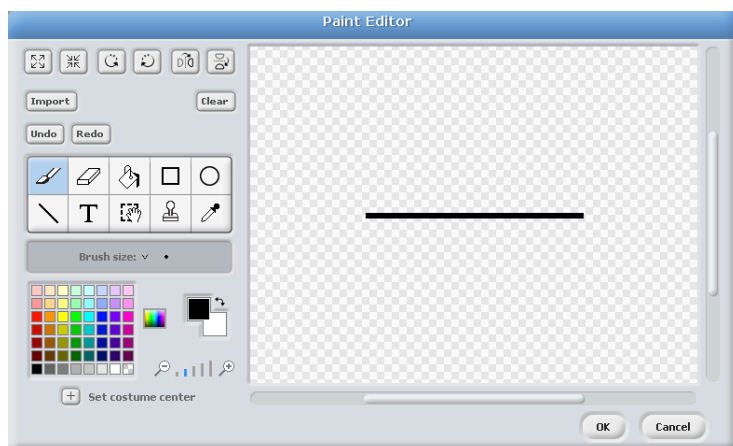 Paint Editor
Import
Clear
Undo
Redo
T
Brush size:
Set costume center
OK
Cancel